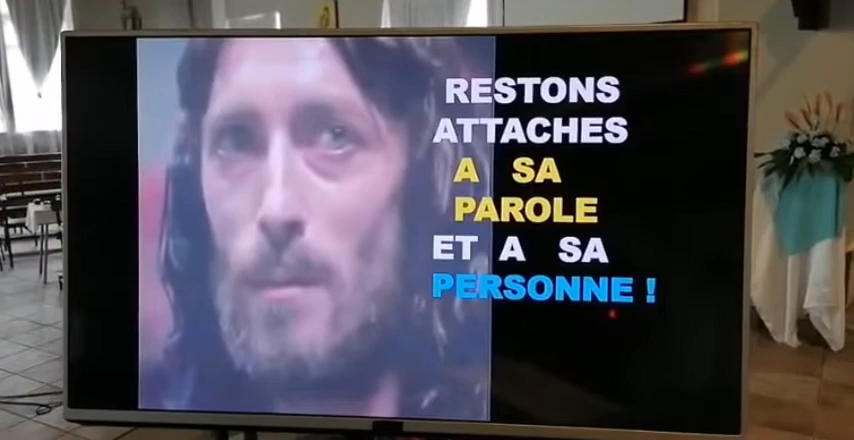 RESTONS
ATTACHES
A SA
PAROLE
ET A SA
PERSONNE !